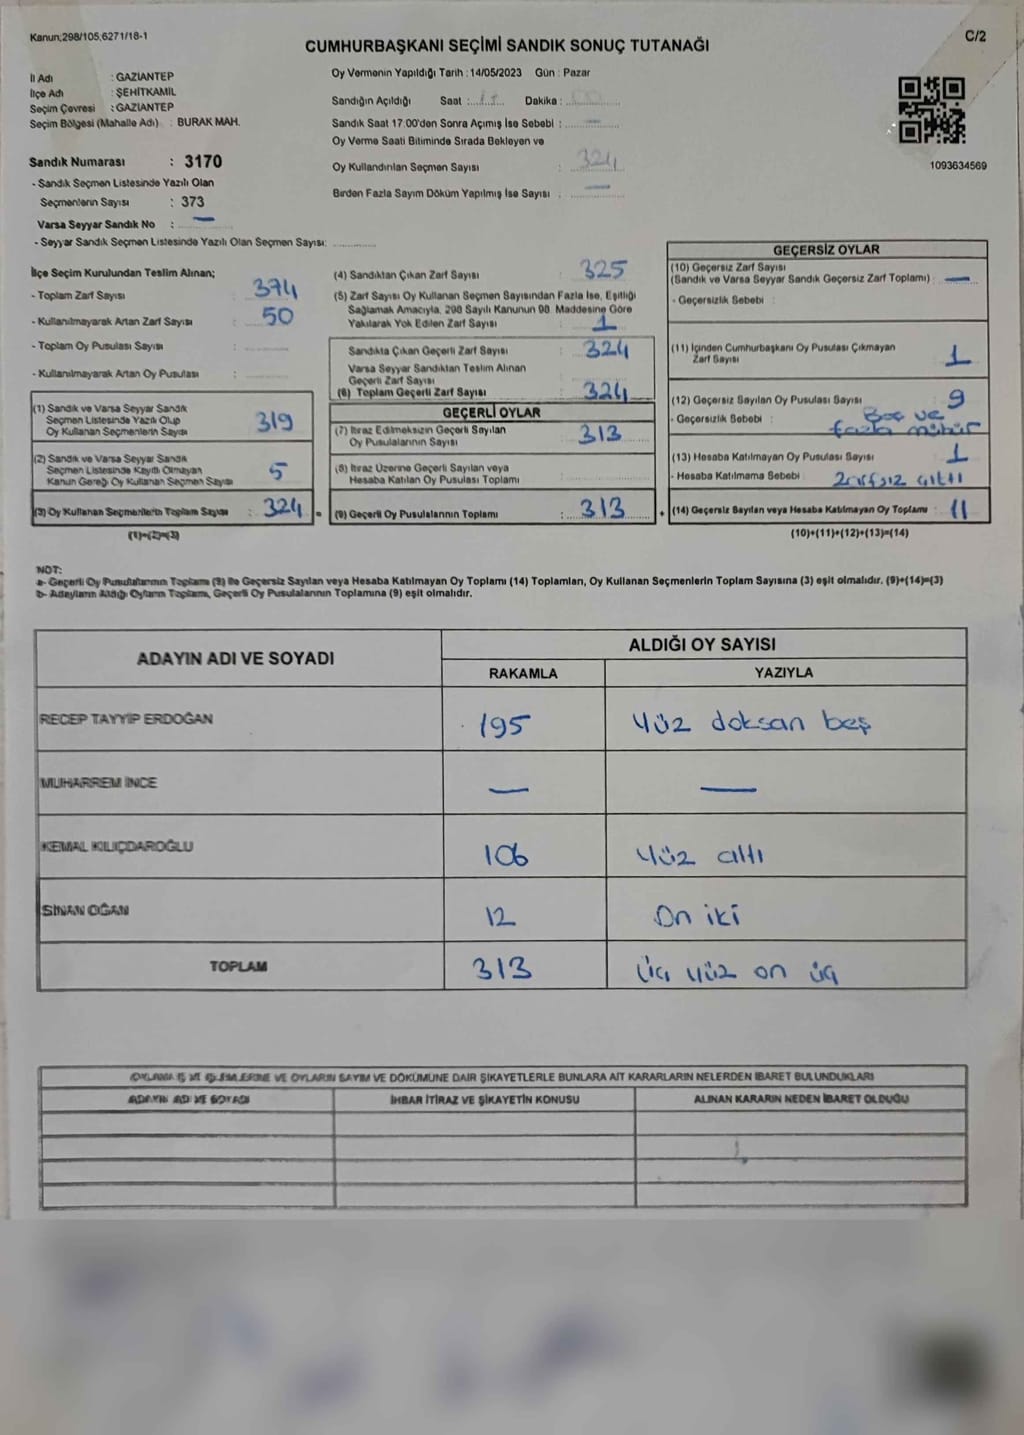 Kanun;298/105,6271/18-1
C/2
CUMHURBAŞKANI SEÇİMİ SANDIK SONUÇ TUTANAĞI
İl Adı : GAZİANTEP
İlçe Adı : ŞEHİTKAMİL
Seçim Çevresi : GAZİANTEP
Seçim Bölgesi (Mahalle Adı) : BURAK MAH.
Sandık Numarası : 3170
- Sandık Seçmen Listesinde Yazılı Olan
Seçmenlerin Sayısı : 373
Varsa Seyyar Sandık No : —
- Seyyar Sandık Seçmen Listesinde Yazılı Olan Seçmen Sayısı:
Oy Vermenin Yapıldığı Tarih : 14/05/2023 Gün : Pazar
Sandığın Açıldığı Saat : Dakika :
Sandık Saat 17.00'den Sonra Açımış İse Sebebi : —
Oy Verme Saati Bitiminde Sırada Bekleyen ve
Oy Kullandırılan Seçmen Sayısı : 324
Birden Fazla Sayım Döküm Yapılmış İse Sayısı : —
1093634569
İlçe Seçim Kurulundan Teslim Alınan;
- Toplam Zarf Sayısı : 374
- Kullanılmayarak Artan Zarf Sayısı : 50
- Toplam Oy Pusulası Sayısı :
- Kullanılmayarak Artan Oy Pusulası :
(1) Sandık ve Varsa Seyyar Sandık
Seçmen Listesinde Yazılı Olup
Oy Kullanan Seçmenlerin Sayısı : 319
(2) Sandık ve Varsa Seyyar Sandık
Seçmen Listesinde Kayıtlı Olmayan
Kanun Gereği Oy Kullanan Seçmen Sayısı : 5
(3) Oy Kullanan Seçmenlerin Toplam Sayısı : 324 =
(1)+(2)=(3)
(4) Sandıktan Çıkan Zarf Sayısı : 325
(5) Zarf Sayısı Oy Kullanan Seçmen Sayısından Fazla İse, Eşitliği
Sağlamak Amacıyla, 298 Sayılı Kanunun 98. Maddesine Göre
Yakılarak Yok Edilen Zarf Sayısı : 1
Sandıkta Çıkan Geçerli Zarf Sayısı : 324
Varsa Seyyar Sandıktan Teslim Alınan
Geçerli Zarf Sayısı :
(6) Toplam Geçerli Zarf Sayısı : 324
GEÇERLİ OYLAR
(7) İtiraz Edilmeksizin Geçerli Sayılan
Oy Pusulalarının Sayısı : 313
(8) İtiraz Üzerine Geçerli Sayılan veya
Hesaba Katılan Oy Pusulası Toplamı :
(9) Geçerli Oy Pusulalarının Toplamı : 313 +
GEÇERSİZ OYLAR
(10) Geçersiz Zarf Sayısı
(Sandık ve Varsa Seyyar Sandık Geçersiz Zarf Toplamı) : —
- Geçersizlik Sebebi :
(11) İçinden Cumhurbaşkanı Oy Pusulası Çıkmayan
Zarf Sayısı : 1
(12) Geçersiz Sayılan Oy Pusulası Sayısı : 9
- Geçersizlik Sebebi : Boş ve
fazla mühür
(13) Hesaba Katılmayan Oy Pusulası Sayısı : 1
- Hesaba Katılmama Sebebi : Zarfsız çıktı
(14) Geçersiz Sayılan veya Hesaba Katılmayan Oy Toplamı : 11
(10)+(11)+(12)+(13)=(14)
NOT:
a- Geçerli Oy Pusulalarının Toplamı (9) ile Geçersiz Sayılan veya Hesaba Katılmayan Oy Toplamı (14) Toplamları, Oy Kullanan Seçmenlerin Toplam Sayısına (3) eşit olmalıdır. (9)+(14)=(3)
b- Adayların Aldığı Oyların Toplamı, Geçerli Oy Pusulalarının Toplamına (9) eşit olmalıdır.
ADAYIN ADI VE SOYADI
ALDIĞI OY SAYISI
RAKAMLA YAZIYLA
RECEP TAYYİP ERDOĞAN 195 Yüz doksan beş
MUHARREM İNCE — —
KEMAL KILIÇDAROĞLU 106 Yüz altı
SİNAN OĞAN 12 On iki
TOPLAM 313 Üç yüz on üç
OYLAMA İŞ VE İŞLEMLERİNE VE OYLARIN SAYIM VE DÖKÜMÜNE DAİR ŞİKAYETLERLE BUNLARA AİT KARARLARIN NELERDEN İBARET BULUNDUKLARI
ADAYIN ADI VE SOYADI İHBAR İTİRAZ VE ŞİKAYETİN KONUSU ALINAN KARARIN NEDEN İBARET OLDUĞU